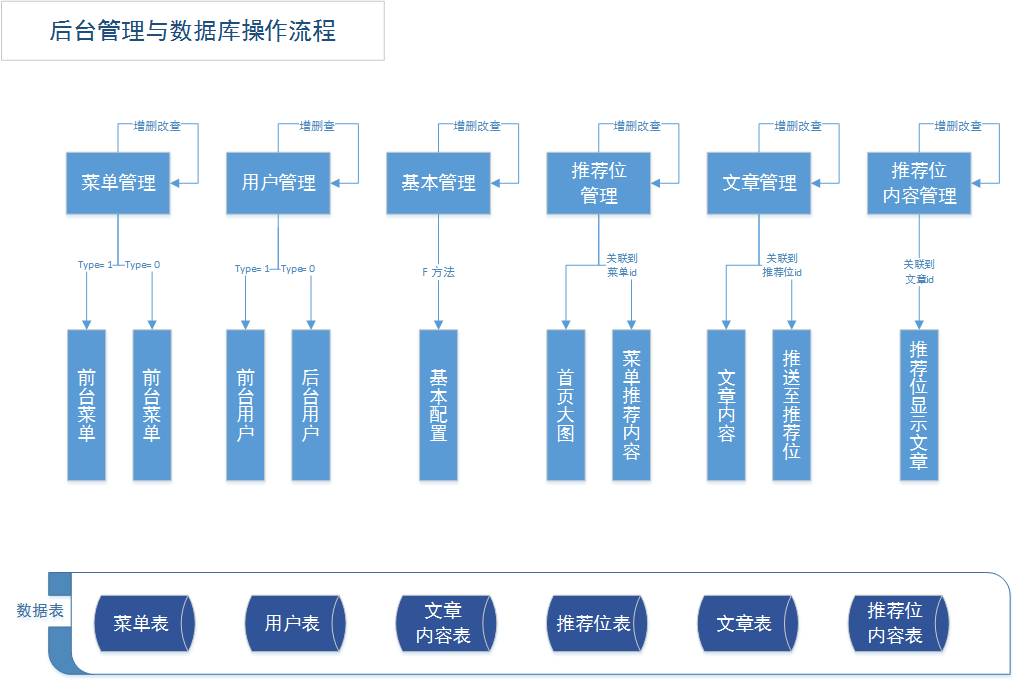 后台管理与数据库操作流程
增删改查
增删查
增删改查
增删改查
增删改查
增删改查
菜单管理
用户管理
基本管理
推荐位
管理
文章管理
推荐位
内容管理
Type= 1
Type= 0
Type= 1
Type= 0
F 方法
关联到
菜单id
关联到
推荐位id
关联到
文章id
前台菜单
前台菜单
前台用户
后台用户
基本配置
首页大图
菜单推荐内容
文章内容
推送至推荐位
推荐位显示文章
数据表
菜单表
用户表
文章
内容表
推荐位表
文章表
推荐位
内容表